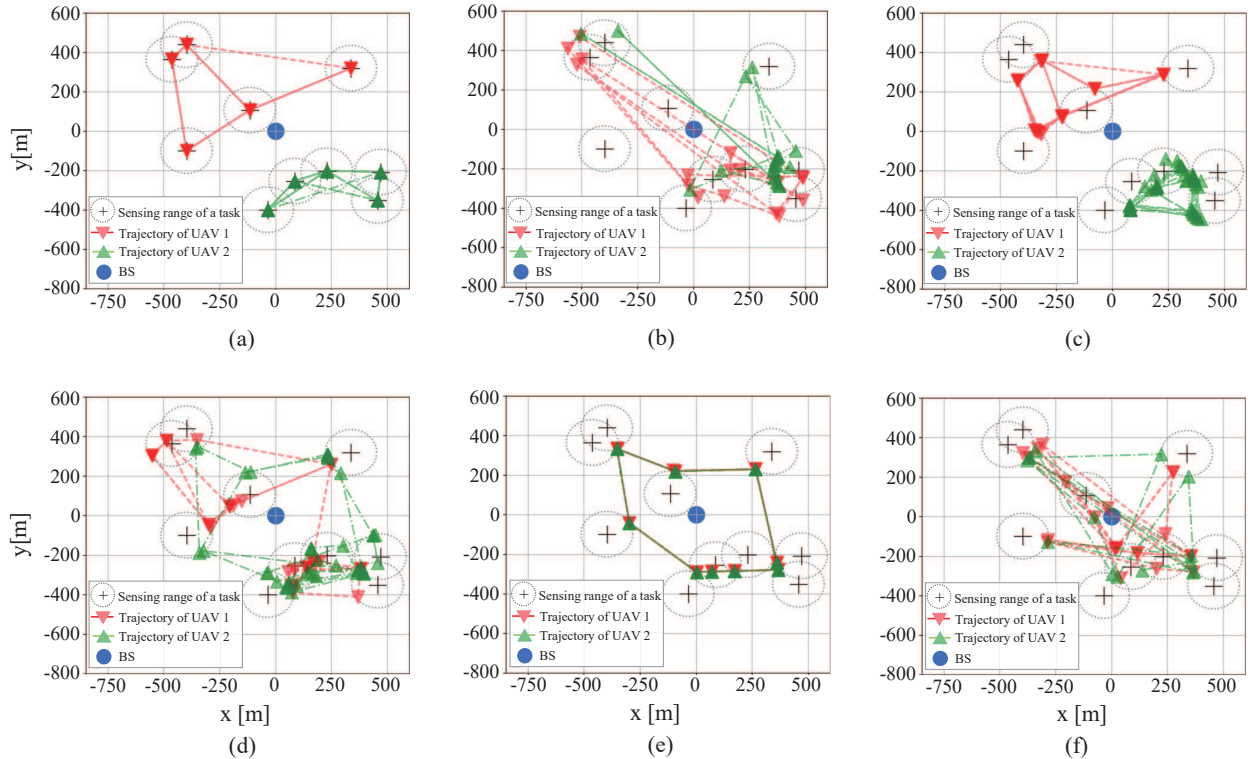 600
400
200
0
-200
-400
-600
-800
y[m]
Sensing range of a task
Trajectory of UAV 1
Trajectory of UAV 2
BS
-750 -500 -250 0 250 500
(a)
600
400
200
0
-200
-400
-600
-800
Sensing range of a task
Trajectory of UAV 1
Trajectory of UAV 2
BS
-750 -500 -250 0 250 500
(b)
600
400
200
0
-200
-400
-600
-800
Sensing range of a task
Trajectory of UAV 1
Trajectory of UAV 2
BS
-750 -500 -250 0 250 500
(c)
600
400
200
0
-200
-400
-600
-800
y[m]
Sensing range of a task
Trajectory of UAV 1
Trajectory of UAV 2
BS
-750 -500 -250 0 250 500
x [m]
(d)
600
400
200
0
-200
-400
-600
-800
Sensing range of a task
Trajectory of UAV 1
Trajectory of UAV 2
BS
-750 -500 -250 0 250 500
x [m]
(e)
600
400
200
0
-200
-400
-600
-800
Sensing range of a task
Trajectory of UAV 1
Trajectory of UAV 2
BS
-750 -500 -250 0 250 500
x [m]
(f)